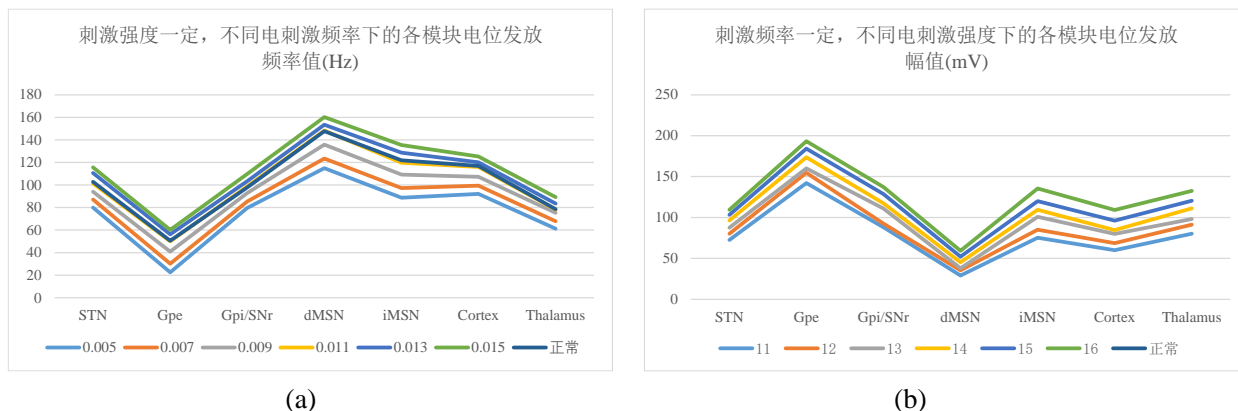 刺激强度一定，不同电刺激频率下的各模块电位发放
频率值(Hz)
180
160
140
120
100
80
60
40
20
0
STN Gpe Gpi/SNr dMSN iMSN Cortex Thalamus
0.005 0.007 0.009 0.011 0.013 0.015 正常
(a)
刺激频率一定，不同电刺激强度下的各模块电位发放
幅值(mV)
250
200
150
100
50
0
STN Gpe Gpi/SNr dMSN iMSN Cortex Thalamus
11 12 13 14 15 16 正常
(b)